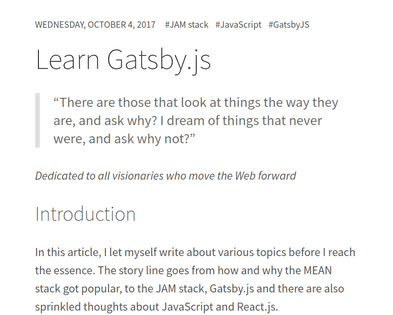 WEDNESDAY, OCTOBER 4, 2017 #JAM stack #JavaScript #GatsbyJS
Learn Gatsby.js
“There are those that look at things the way they
are, and ask why? I dream of things that never
were, and ask why not?”
Dedicated to all visionaries who move the Web forward
Introduction
In this article, I let myself write about various topics before I reach
the essence. The story line goes from how and why the MEAN
stack got popular, to the JAM stack, Gatsby.js and there are also
sprinkled thoughts about JavaScript and React.js.